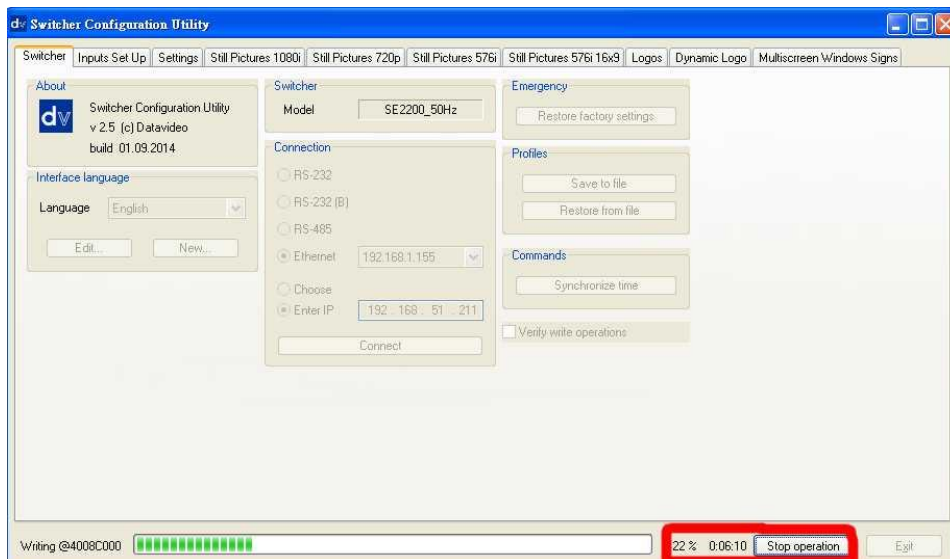 dv Switcher Configuration Utility
Switcher Inputs Set Up Settings Still Pictures 1080i Still Pictures 720p Still Pictures 576i Still Pictures 576i 16x9 Logos Dynamic Logo Multiscrreen Windows Signs
About
dv
Switcher Configuration Utility
v 2.5 (c) Datavideo
build 01.09.2014
Interface language
Language English
Edit... New...
Switcher
Model SE2200_50Hz
Connection
RS-232
RS-232 (B)
RS-485
Ethernet 192.168.1.155
Choose
Enter IP 192 . 168 . 51 . 211
Connect
Emergency
Restore factory settings
Profiles
Save to file
Restore from file
Commands
Synchronize time
Verify write operations
Writing @4008C000 22 % 0:06:10 Stop operation Exit